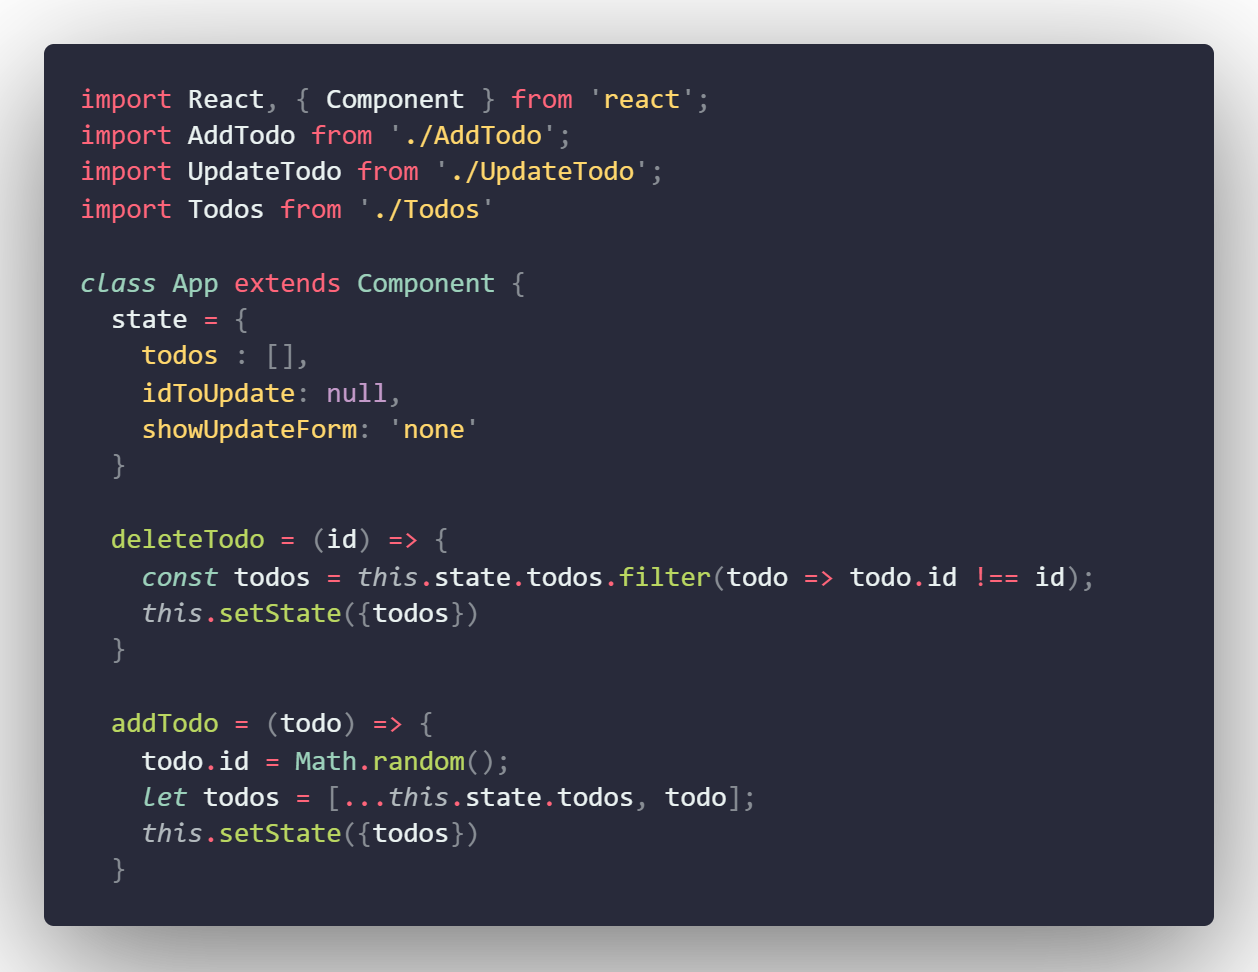 import React, { Component } from 'react';
import AddTodo from './AddTodo';
import UpdateTodo from './UpdateTodo';
import Todos from './Todos'

class App extends Component {
  state = {
    todos : [],
    idToUpdate: null,
    showUpdateForm: 'none'
  }

  deleteTodo = (id) => {
    const todos = this.state.todos.filter(todo => todo.id !== id);
    this.setState({todos})
  }

  addTodo = (todo) => {
    todo.id = Math.random();
    let todos = [...this.state.todos, todo];
    this.setState({todos})
  }